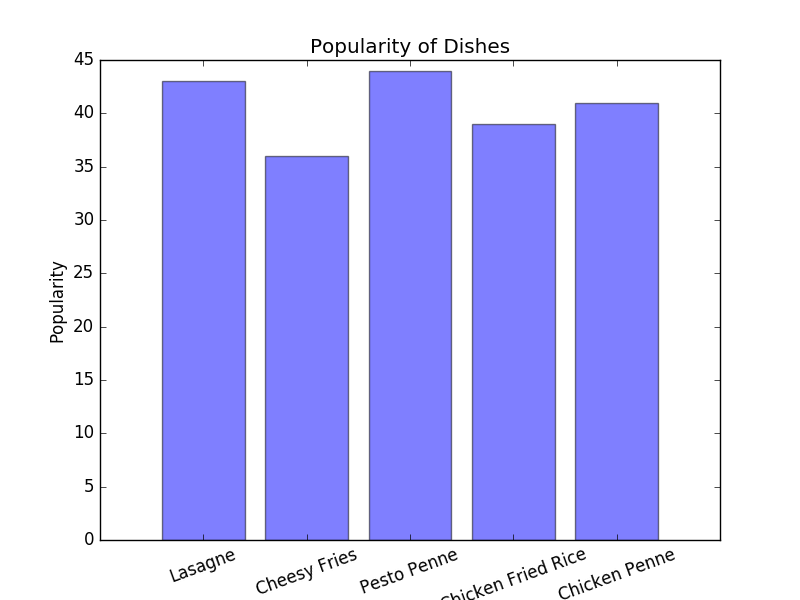 Popularity of Dishes
Popularity
45
40
35
30
25
20
15
10
5
0
Lasagne
Cheesy Fries
Pesto Penne
Chicken Fried Rice
Chicken Penne